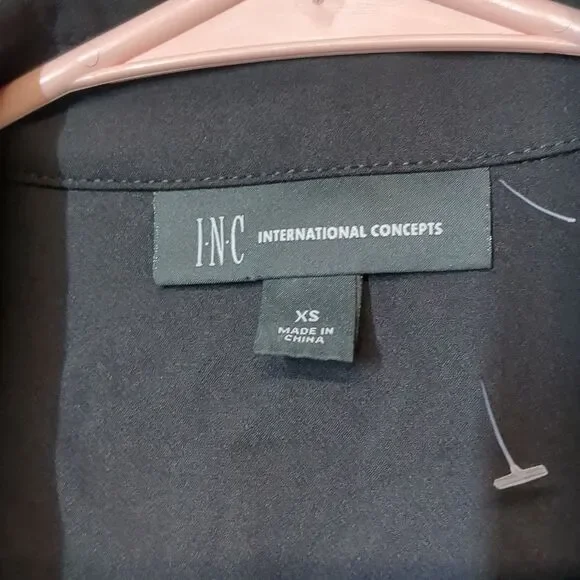 I·N·C INTERNATIONAL CONCEPTS
XS
MADE IN
CHINA